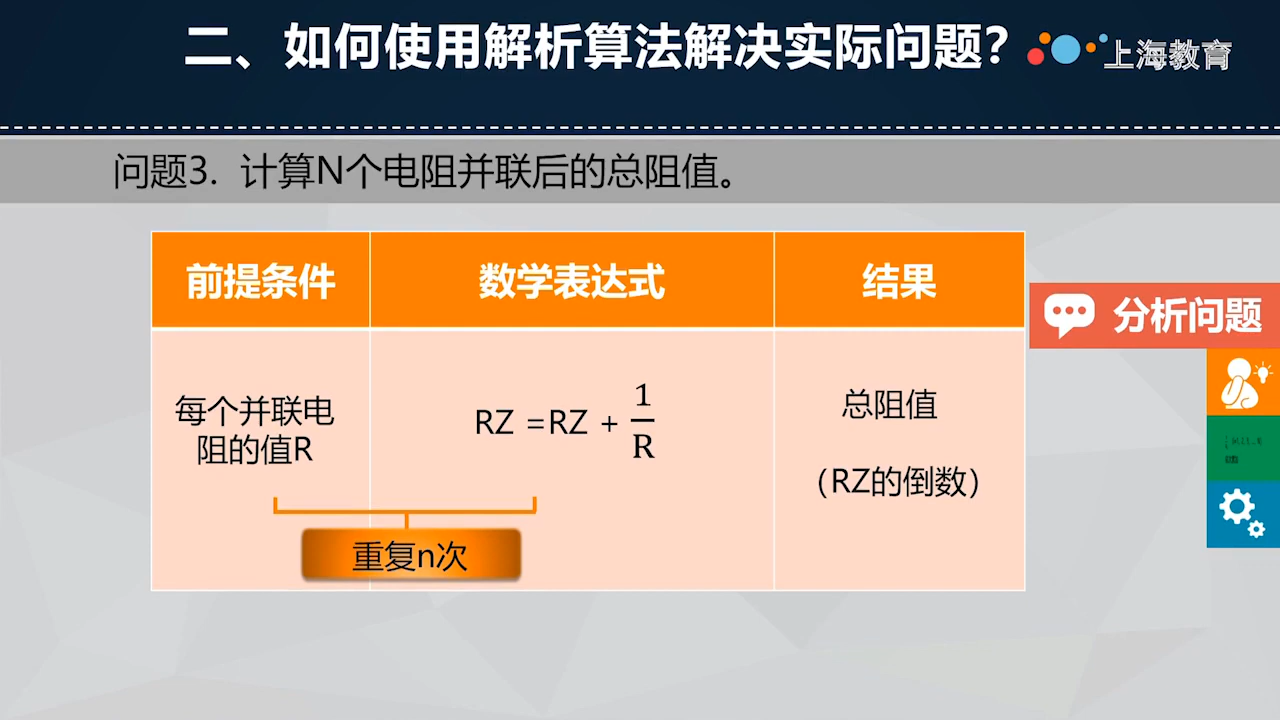 二、如何使用解析算法解决实际问题？
上海教育
问题3. 计算N个电阻并联后的总阻值。
前提条件
数学表达式
结果
分析问题
每个并联电
阻的值R
RZ =RZ + 1/R
总阻值
（RZ的倒数）
重复n次